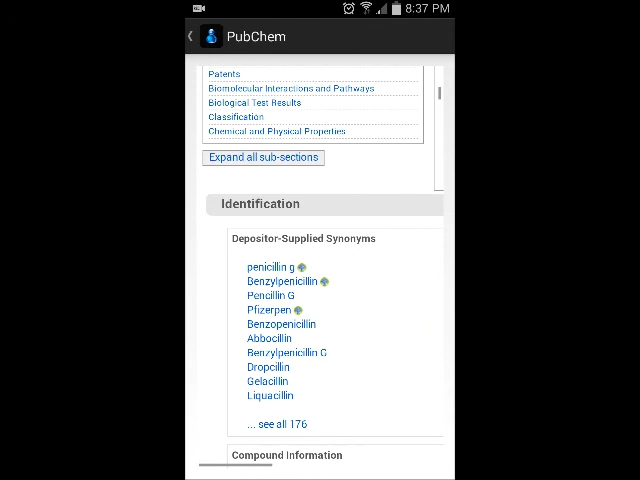 8:37 PM
PubChem
Patents
Biomolecular Interactions and Pathways
Biological Test Results
Classification
Chemical and Physical Properties
Expand all sub-sections
Identification
Depositor-Supplied Synonyms
penicillin g
Benzylpenicillin
Pencillin G
Pfizerpen
Benzopenicillin
Abbocillin
Benzylpenicillin G
Dropcillin
Gelacillin
Liquacillin
... see all 176
Compound Information